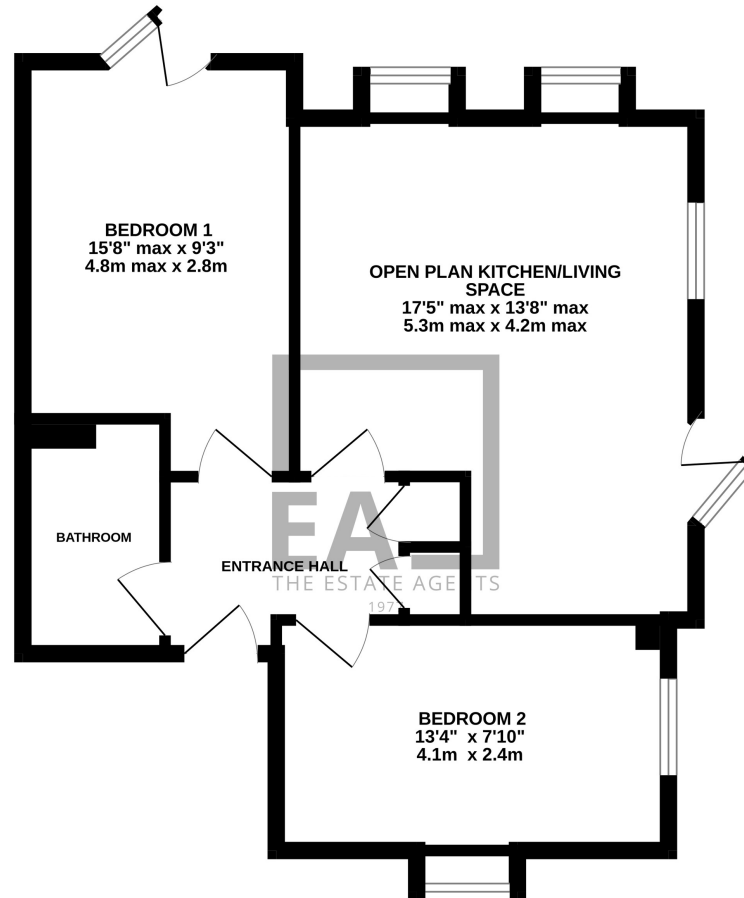 BEDROOM 1
15'8" max x 9'3"
4.8m max x 2.8m
OPEN PLAN KITCHEN/LIVING
SPACE
17'5" max x 13'8" max
5.3m max x 4.2m max
BATHROOM
EA
ENTRANCE HALL
THE ESTATE AGENTS
BEDROOM 2
13'4" x 7'10"
4.1m x 2.4m